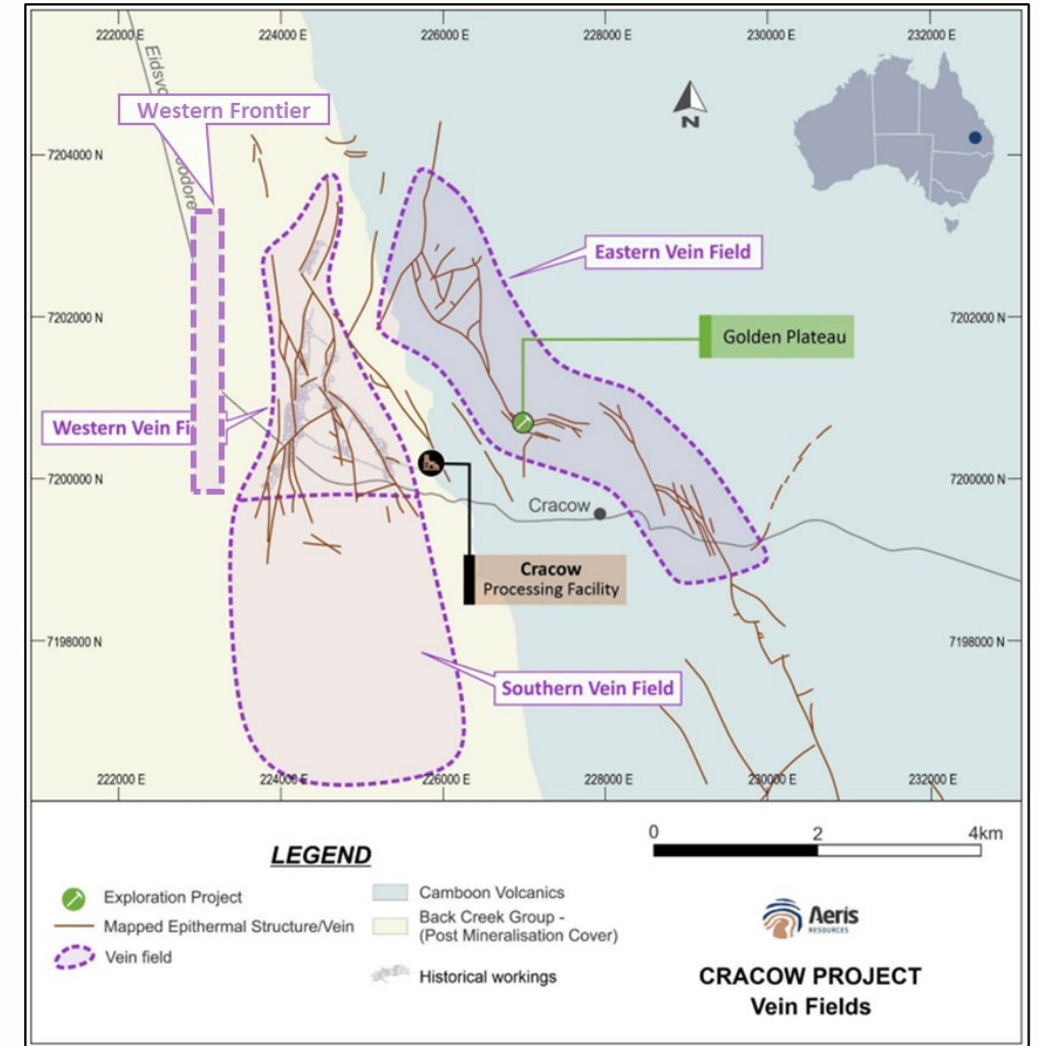 222000 E
224000 E
226000 E
228000 E
230000 E
232000 E
Western Frontier
N
7204000 N
Eastern Vein Field
7202000 N
7202000 N
Golden Plateau
Western Vein Fi
7200000 N
7200000 N
Cracow
Cracow
Processing Facility
7198000 N
7198000 N
Southern Vein Field
222000 E
224000 E
226000 E
228000 E
230000 E
232000 E
LEGEND
Exploration Project
Mapped Epithermal Structure/Vein
Vein field
Camboon Volcanics
Back Creek Group -
(Post Mineralisation Cover)
Historical workings
0 2 4km
Aeris
RESOURCES
CRACOW PROJECT
Vein Fields